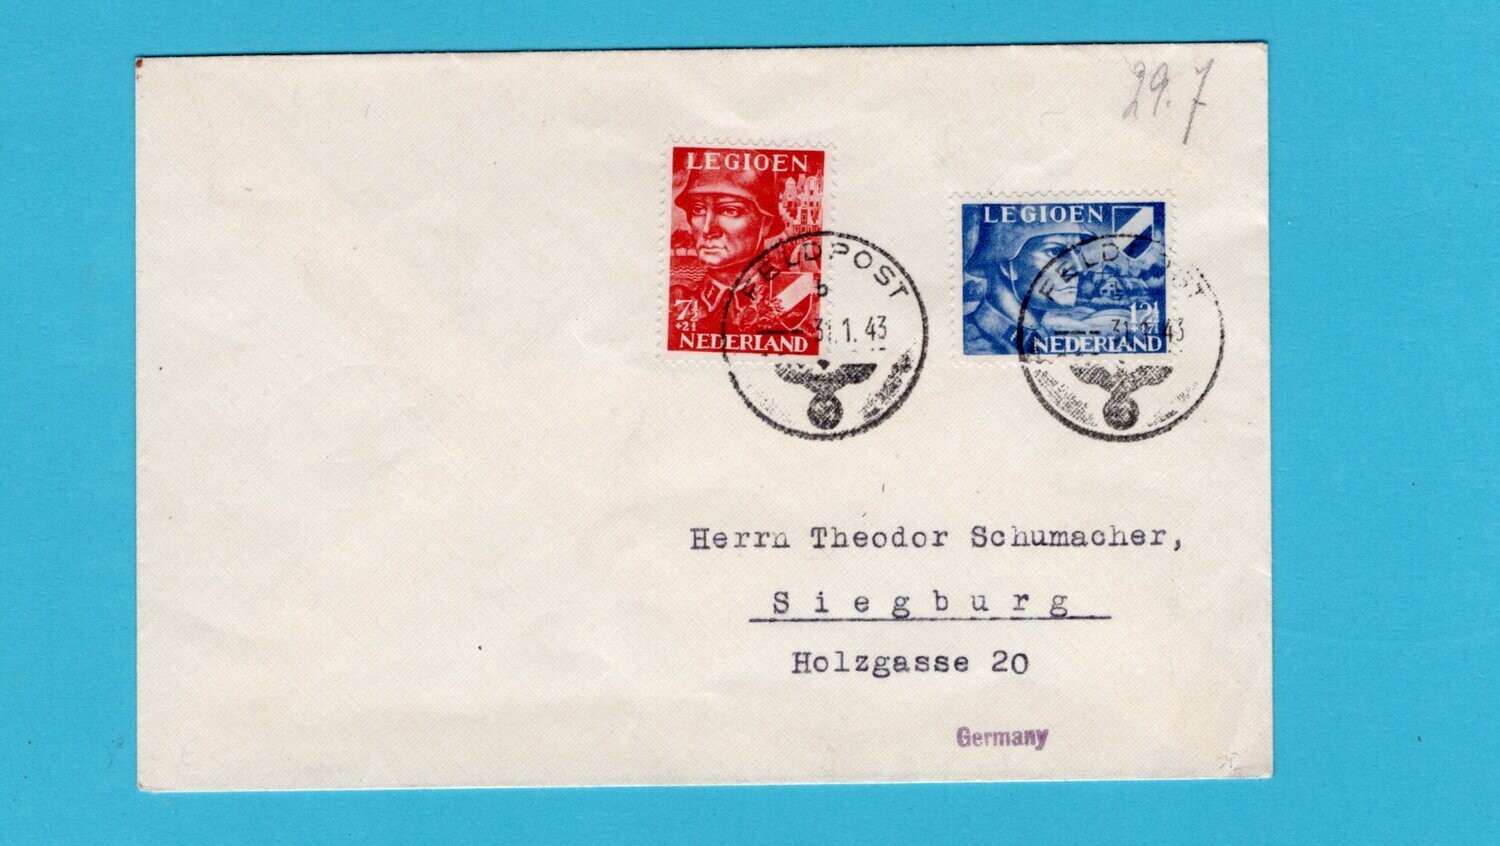 29.7
LEGIOEN
7½
+2½
NEDERLAND
LEGIOEN
12½
NEDERLAND
FELDPOST
b
31.1.43
FELDPOST
31.1.43
Herrn Theodor Schumacher,
Siegburg
Holzgasse 20
Germany